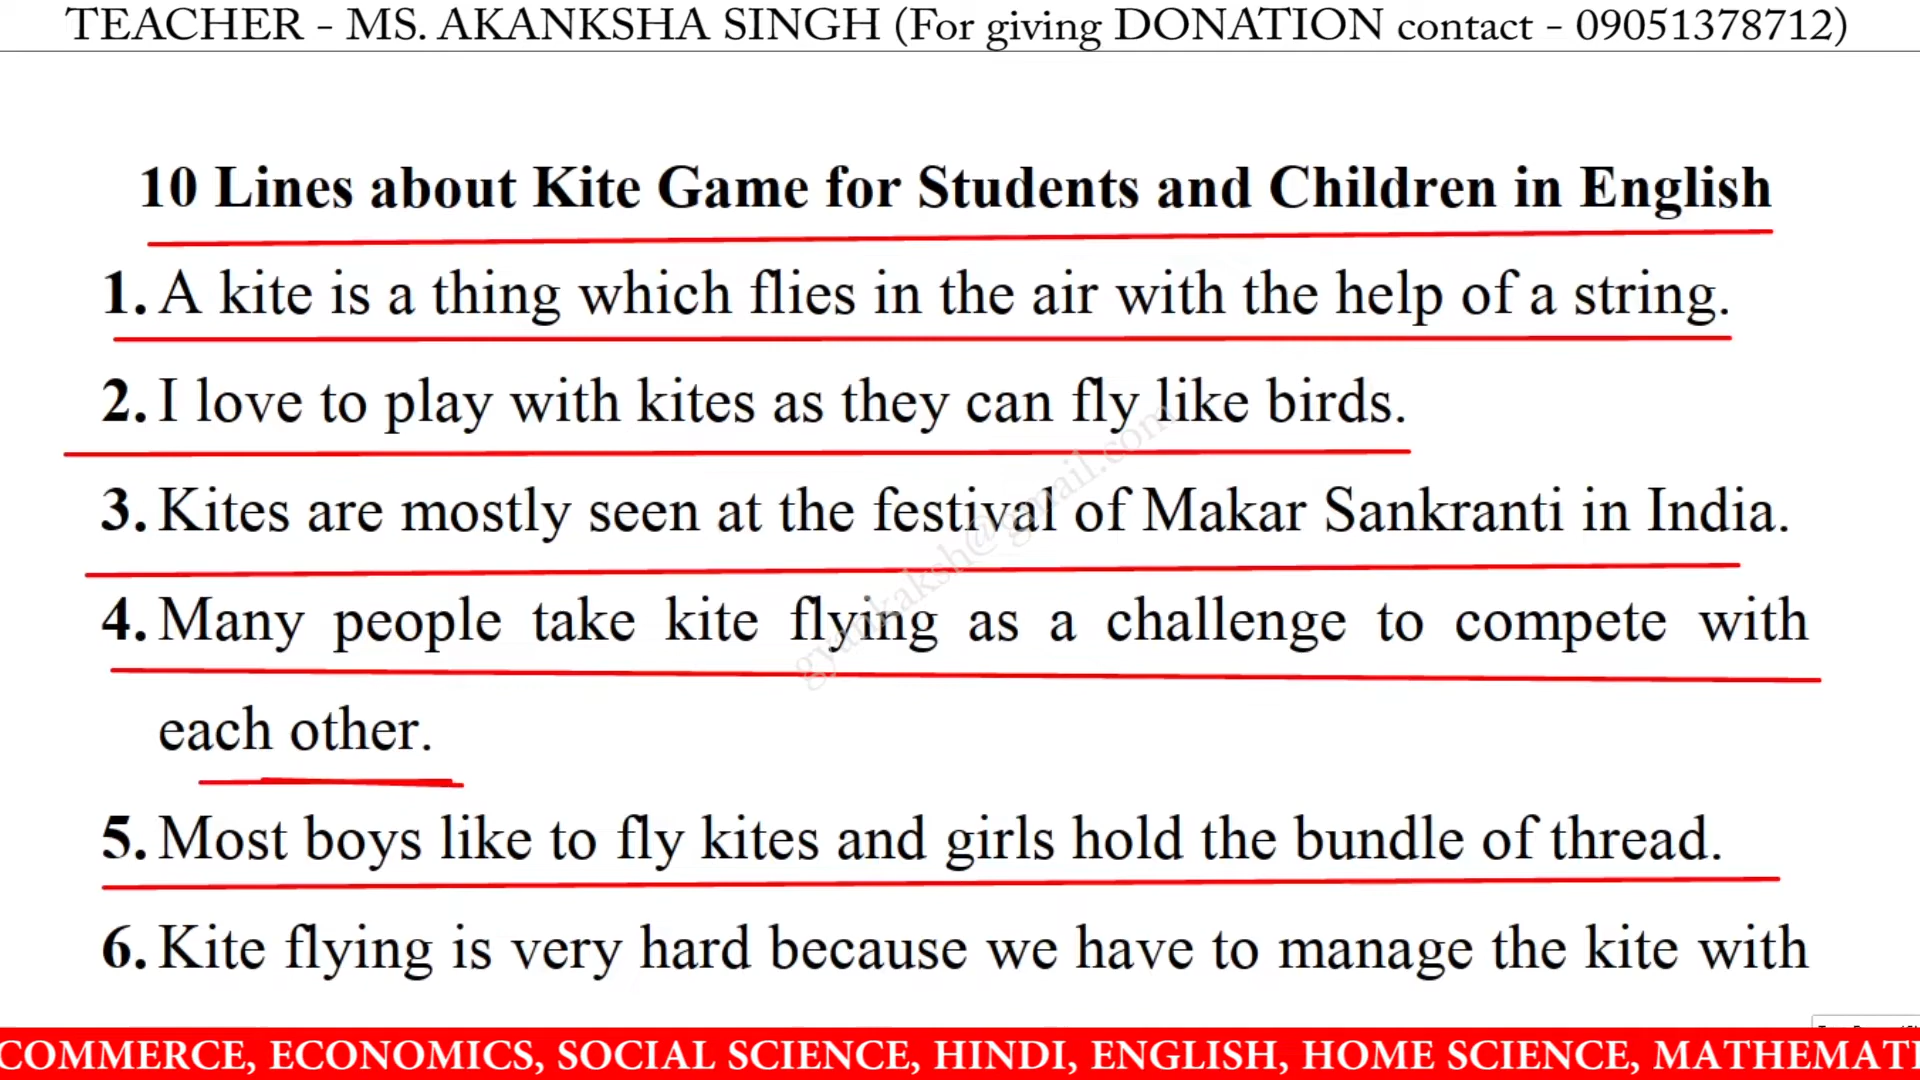 TEACHER - MS. AKANKSHA SINGH (For giving DONATION contact - 09051378712)
10 Lines about Kite Game for Students and Children in English
1. A kite is a thing which flies in the air with the help of a string.
2. I love to play with kites as they can fly like birds.
3. Kites are mostly seen at the festival of Makar Sankranti in India.
4. Many people take kite flying as a challenge to compete with
each other.
5. Most boys like to fly kites and girls hold the bundle of thread.
6. Kite flying is very hard because we have to manage the kite with
gyankaksh@gmail.com
COMMERCE, ECONOMICS, SOCIAL SCIENCE, HINDI, ENGLISH, HOME SCIENCE, MATHEMATI